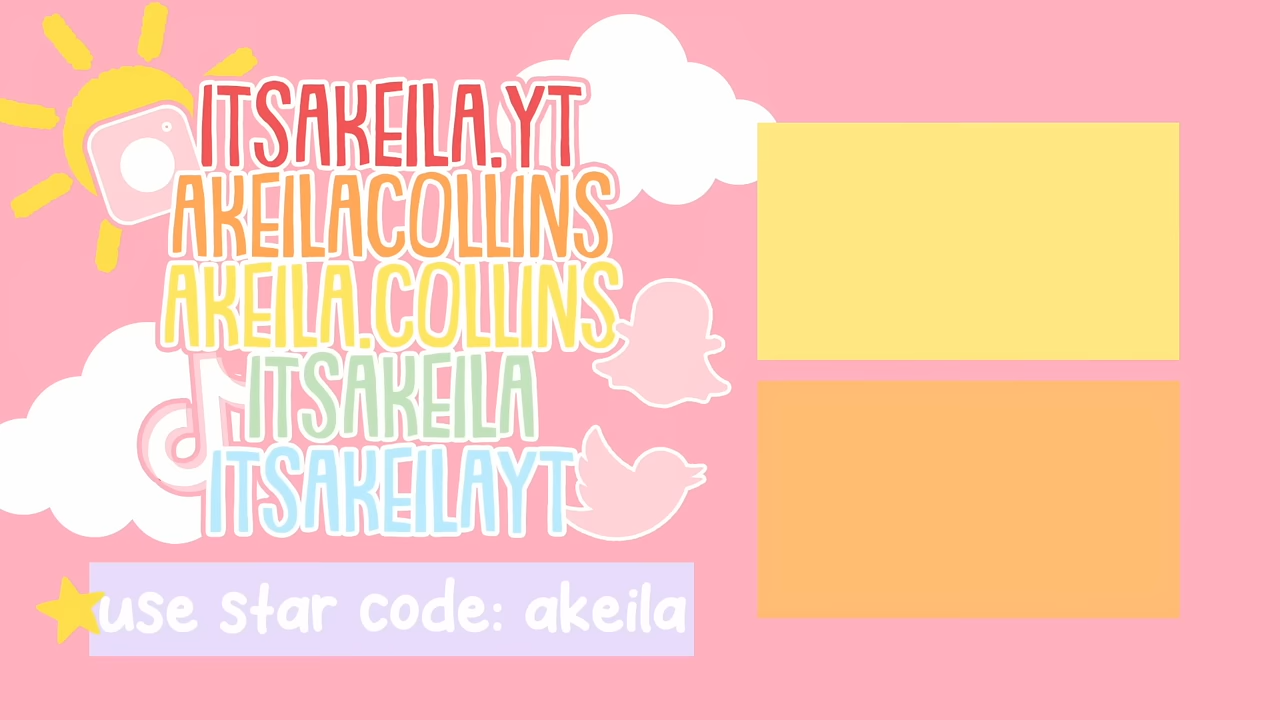 ITSAKEILA.YT
AKEILACOLLINS
AKEILA.COLLINS
ITSAKEILA
ITSAKEILAYT
use star code: akeila